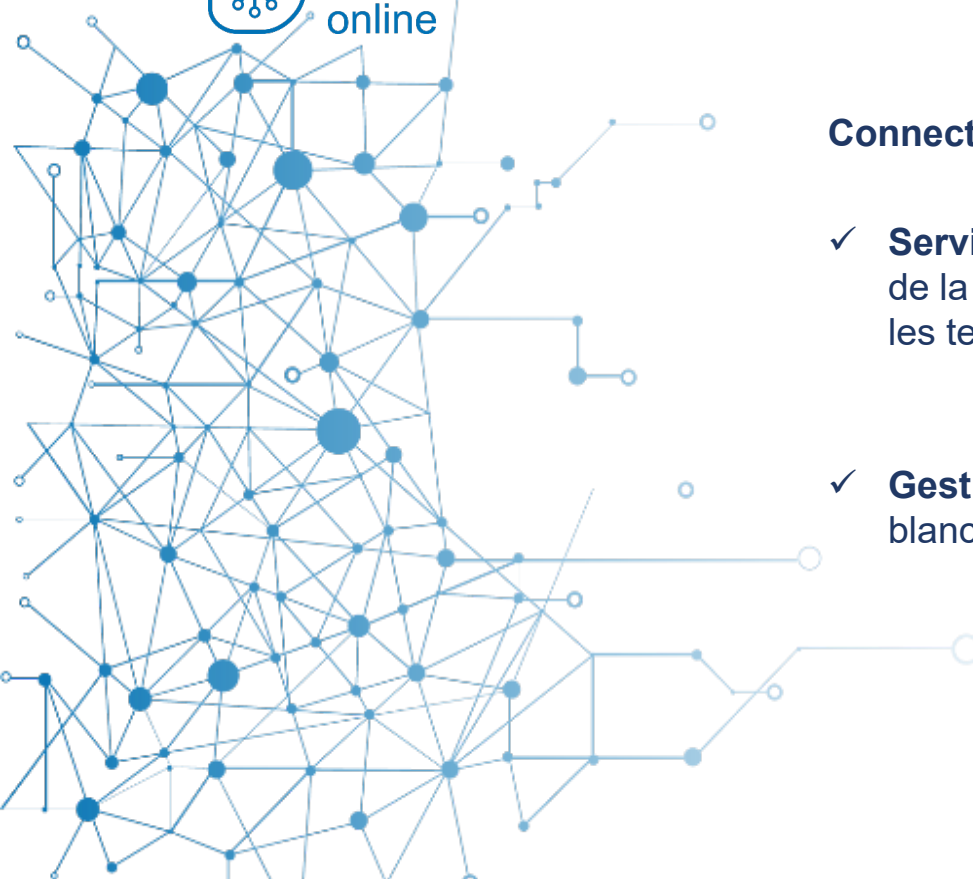 online
Connect
✓ Servi
de la
les te
✓ Gest
blanc